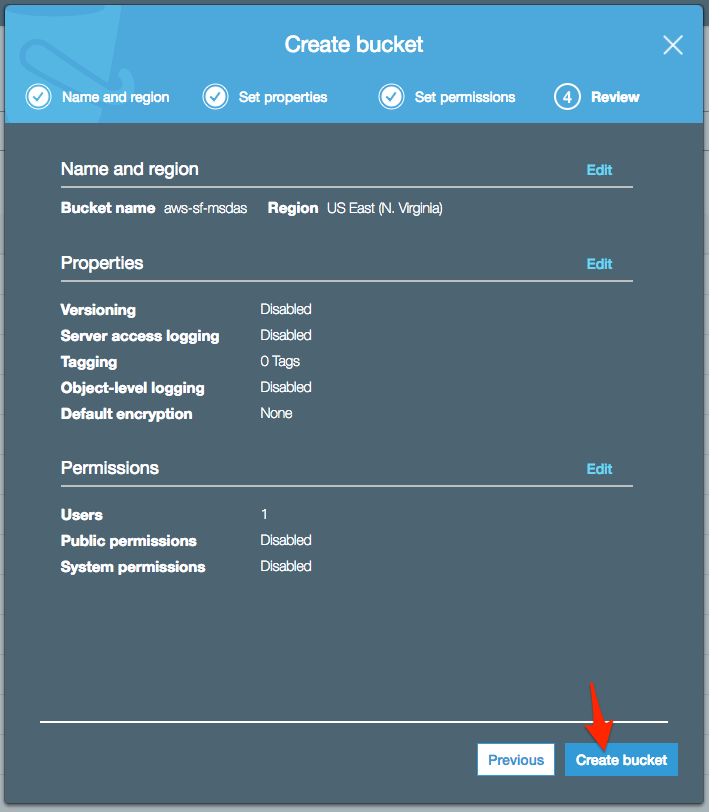 Create bucket
Name and region Set properties Set permissions 4 Review
Name and region Edit
Bucket name aws-sf-msdas Region US East (N. Virginia)
Properties Edit
Versioning Disabled
Server access logging Disabled
Tagging 0 Tags
Object-level logging Disabled
Default encryption None
Permissions Edit
Users 1
Public permissions Disabled
System permissions Disabled
Previous Create bucket